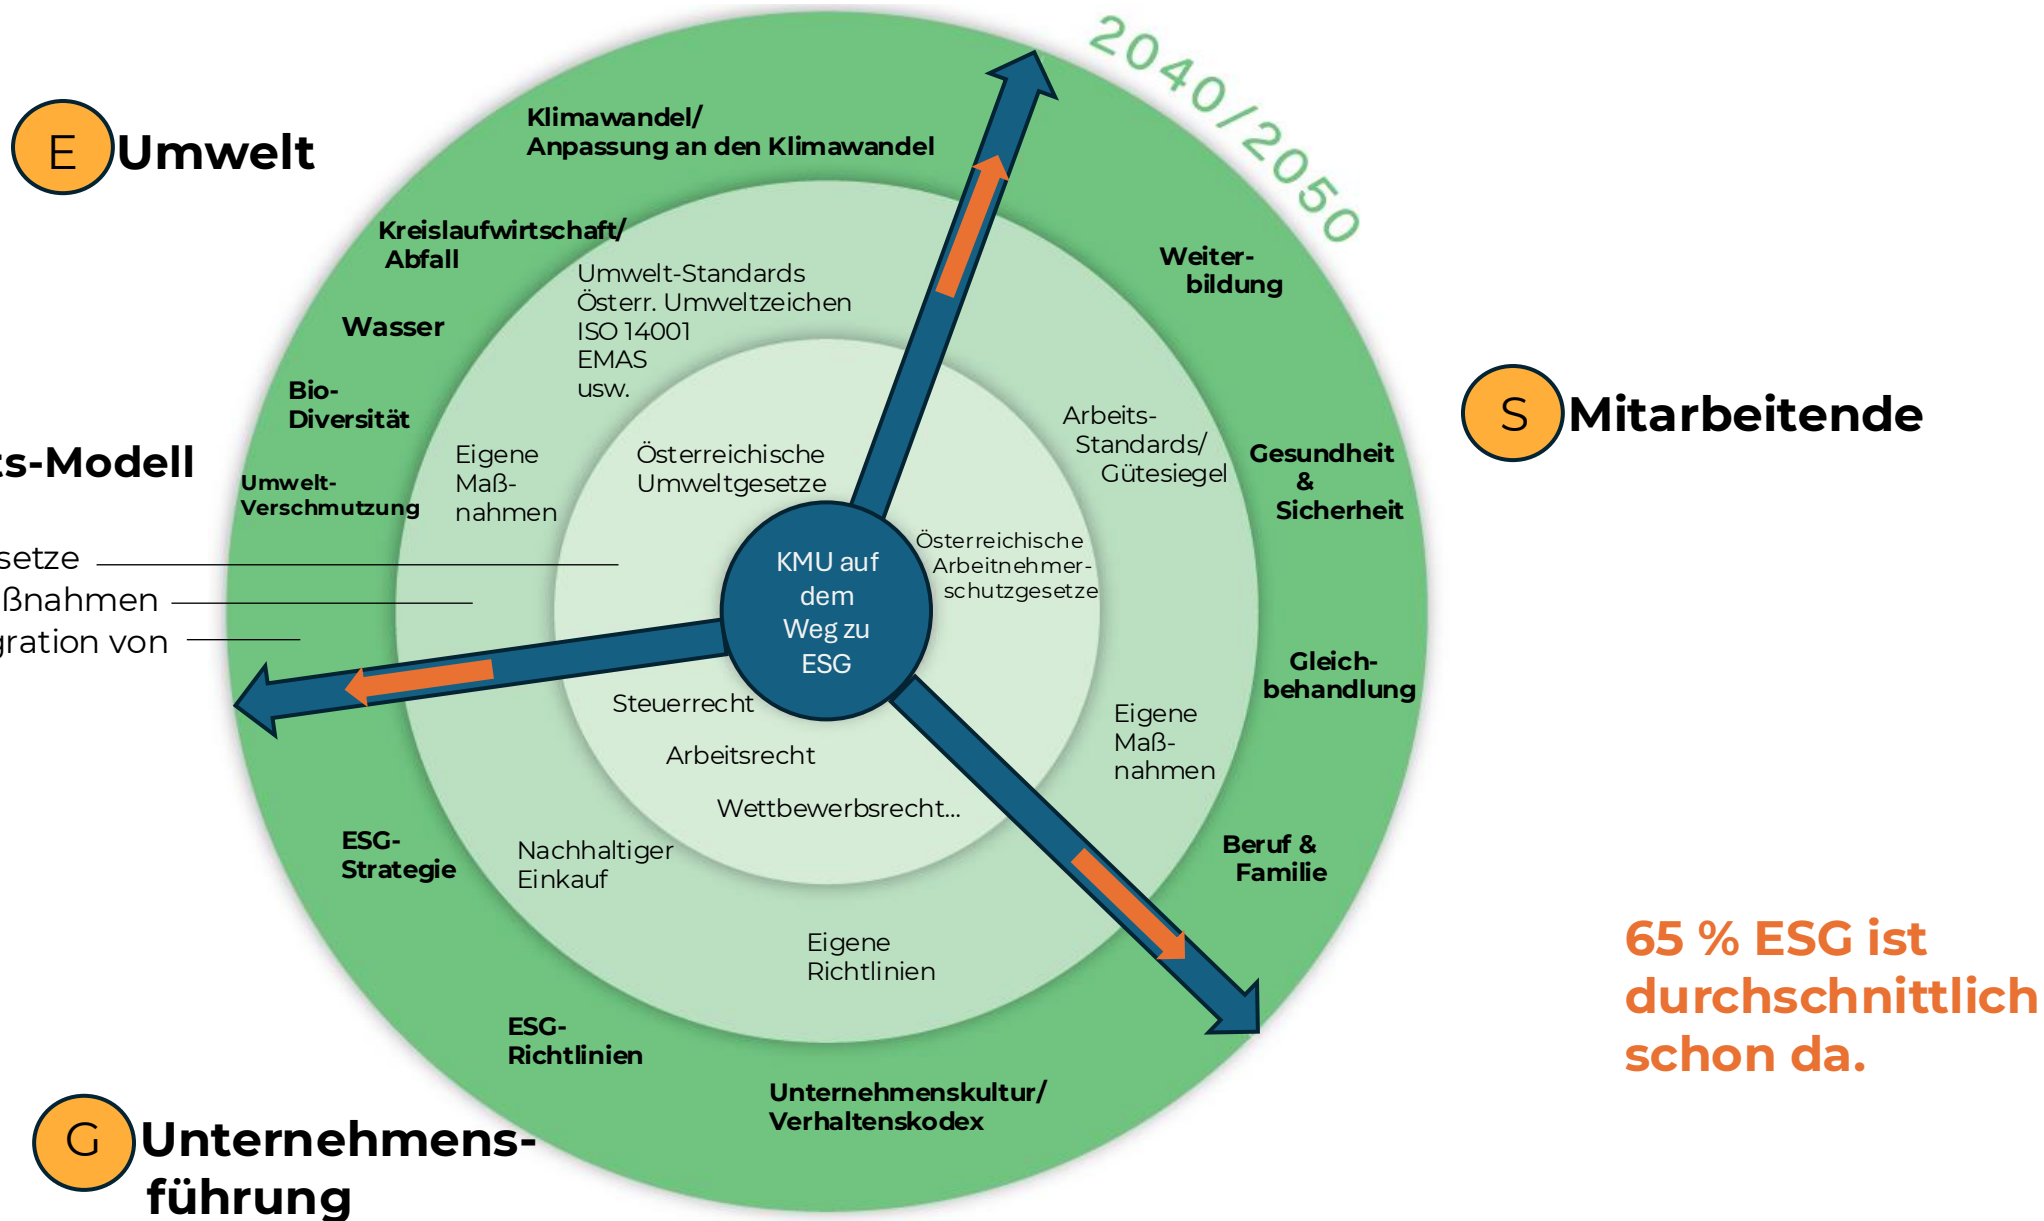 2040/2050
E
Umwelt
Klimawandel/
Anpassung an den Klimawandel
Kreislaufwirtschaft/
Abfall
Wasser
Bio-
Diversität
Umwelt-
Verschmutzung
Umwelt-Standards
Österr. Umweltzeichen
ISO 14001
EMAS
usw.
Eigene
Maß-
nahmen
Österreichische
Umweltgesetze
ts-Modell
setze
ßnahmen
gration von
KMU auf
dem
Weg zu
ESG
S
Mitarbeitende
Weiter-
bildung
Gesundheit
&
Sicherheit
Gleich-
behandlung
Beruf &
Familie
Arbeits-
Standards/
Gütesiegel
Eigene
Maß-
nahmen
Österreichische
Arbeitnehmer-
schutzgesetze
Steuerrecht
Arbeitsrecht
Wettbewerbsrecht...
Nachhaltiger
Einkauf
Eigene
Richtlinien
ESG-
Strategie
ESG-
Richtlinien
Unternehmenskultur/
Verhaltenskodex
G
Unternehmens-
führung
65 % ESG ist
durchschnittlich
schon da.